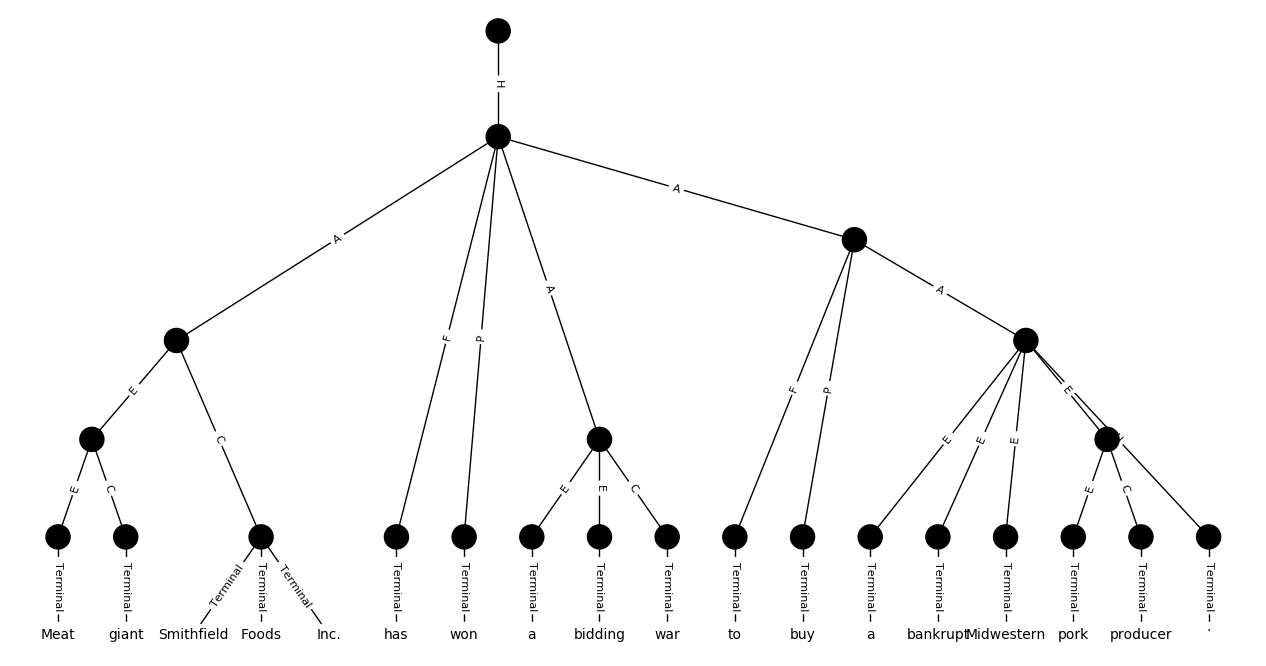 H
A
A
F
P
A
A
F
P
E
C
E
C
E
E
C
E
E
E
E
E
C
Terminal Terminal Terminal Terminal Terminal Terminal Terminal Terminal Terminal Terminal Terminal Terminal Terminal Terminal Terminal Terminal Terminal Terminal
Meat giant Smithfield Foods Inc. has won a bidding war to buy a bankrupt Midwestern pork producer .